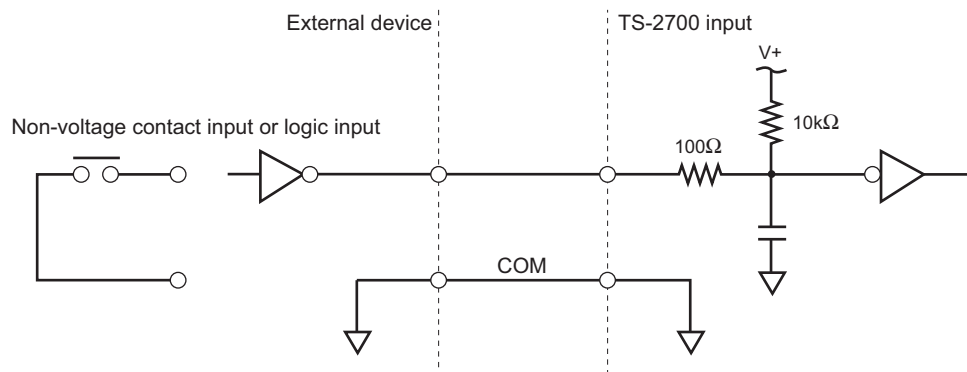 External device
TS-2700 input
V+
Non-voltage contact input or logic input
10kΩ
100Ω
COM